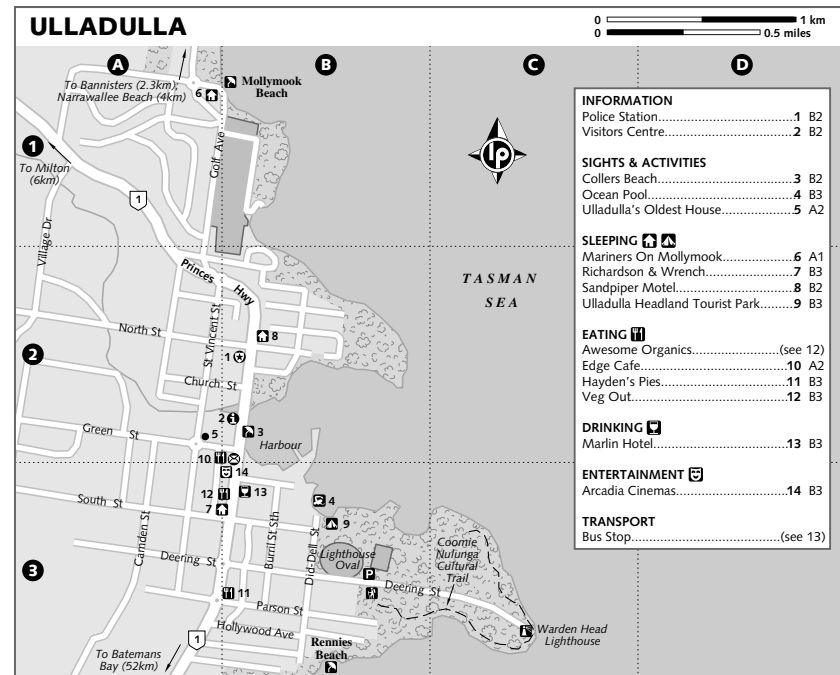 ULLADULLA
0 1 km
0 0.5 miles
A B C D
To Bannisters (2.3km);
Narrawallee Beach (4km)
6
Mollymook
Beach
1
To Milton
(6km)
1
Golf Ave
Village Dr
lp
Princes Hwy
TASMAN
SEA
North St
St Vincent St
8
2
1
Church St
2
Green St
5
3
Harbour
10
14
12
13
4
South St
7
9
Camden St
Burril St Sth
Did-Dell St
Lighthouse
Oval
Coomie
Nulunga
Cultural
Trail
3
Deering St
P
Deering St
11
Parson St
Hollywood Ave
1
Rennies
Beach
Warden Head
Lighthouse
To Batemans
Bay (52km)
INFORMATION
Police Station 1 B2
Visitors Centre 2 B2
SIGHTS & ACTIVITIES
Collers Beach 3 B2
Ocean Pool 4 B3
Ulladulla's Oldest House 5 A2
SLEEPING
Mariners On Mollymook 6 A1
Richardson & Wrench 7 B3
Sandpiper Motel 8 B2
Ulladulla Headland Tourist Park 9 B3
EATING
Awesome Organics (see 12)
Edge Cafe 10 A2
Hayden's Pies 11 B3
Veg Out 12 B3
DRINKING
Marlin Hotel 13 B3
ENTERTAINMENT
Arcadia Cinemas 14 B3
TRANSPORT
Bus Stop (see 13)